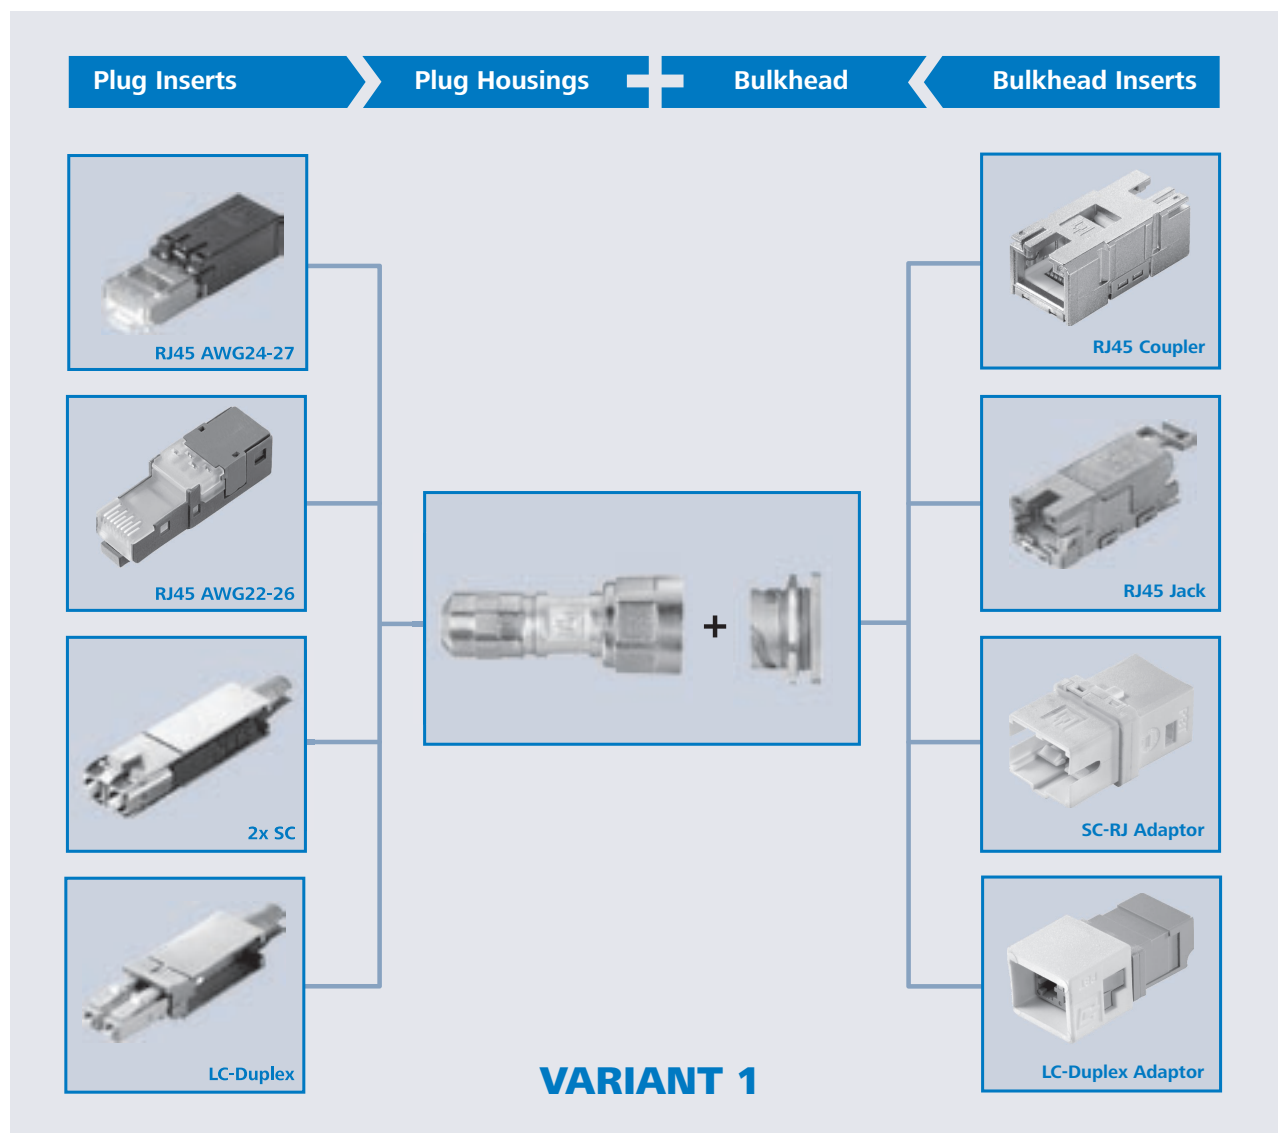 Plug Inserts
Plug Housings
Bulkhead
Bulkhead Inserts
RJ45 AWG24-27
RJ45 AWG22-26
2x SC
LC-Duplex
+
RJ45 Coupler
RJ45 Jack
SC-RJ Adaptor
LC-Duplex Adaptor
VARIANT 1